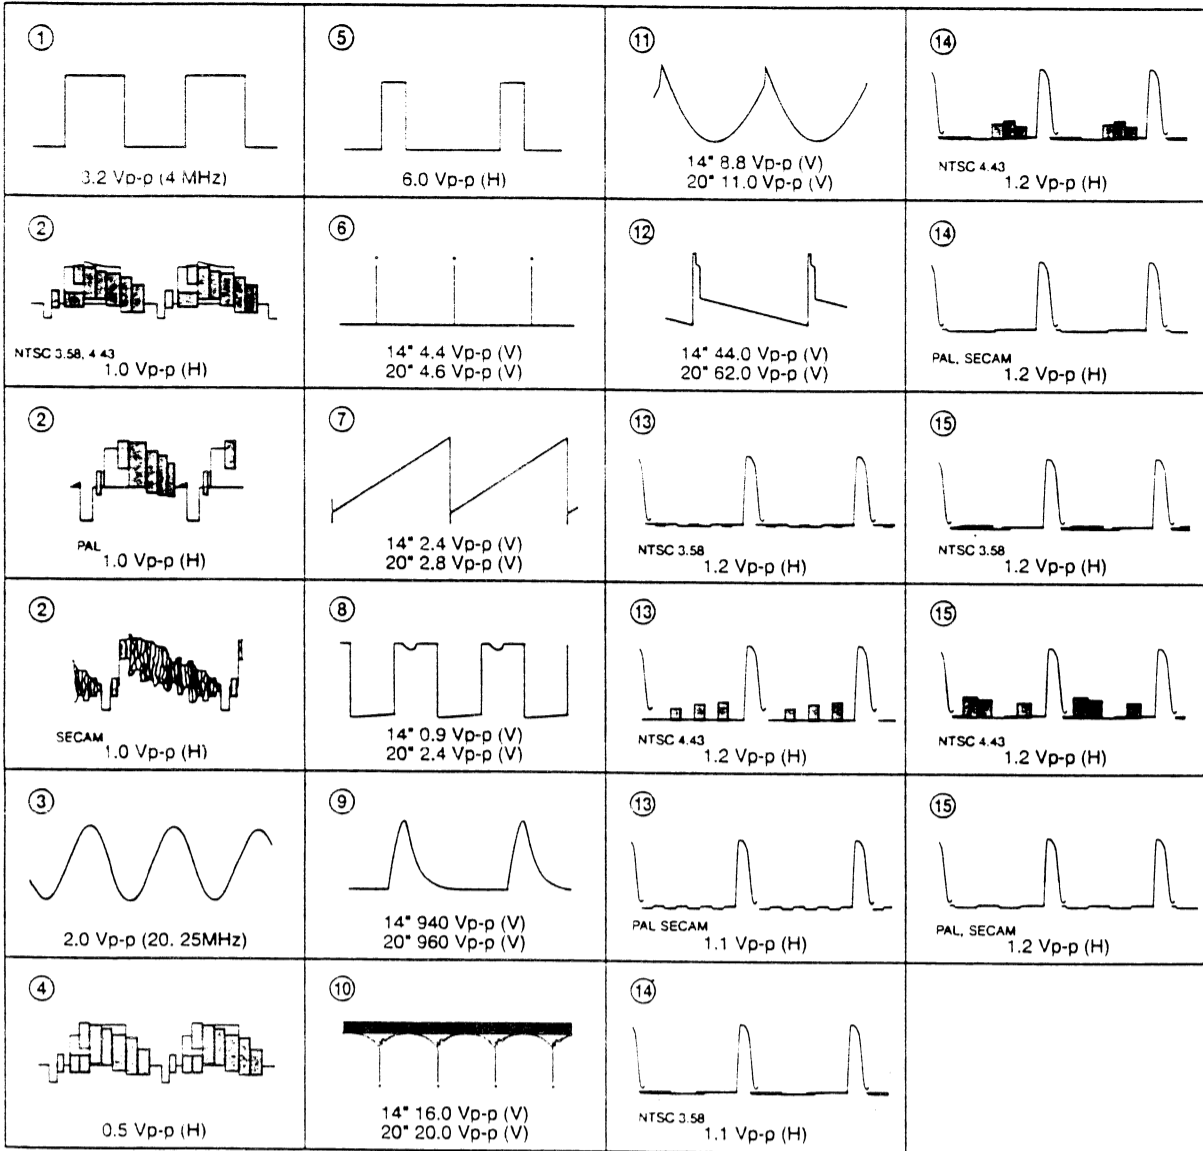 ①
3.2 Vp-p (4 MHz)
②
NTSC 3.58, 4.43
1.0 Vp-p (H)
②
PAL
1.0 Vp-p (H)
②
SECAM
1.0 Vp-p (H)
③
2.0 Vp-p (20. 25MHz)
④
0.5 Vp-p (H)
⑤
6.0 Vp-p (H)
⑥
14" 4.4 Vp-p (V)
20" 4.6 Vp-p (V)
⑦
14" 2.4 Vp-p (V)
20" 2.8 Vp-p (V)
⑧
14" 0.9 Vp-p (V)
20" 2.4 Vp-p (V)
⑨
14" 940 Vp-p (V)
20" 960 Vp-p (V)
⑩
14" 16.0 Vp-p (V)
20" 20.0 Vp-p (V)
⑪
14" 8.8 Vp-p (V)
20" 11.0 Vp-p (V)
⑫
14" 44.0 Vp-p (V)
20" 62.0 Vp-p (V)
⑬
NTSC 3.58
1.2 Vp-p (H)
⑬
NTSC 4.43
1.2 Vp-p (H)
⑬
PAL SECAM
1.1 Vp-p (H)
⑭
NTSC 3.58
1.1 Vp-p (H)
⑭
NTSC 4.43
1.2 Vp-p (H)
⑭
PAL, SECAM
1.2 Vp-p (H)
⑮
NTSC 3.58
1.2 Vp-p (H)
⑮
NTSC 4.43
1.2 Vp-p (H)
⑮
PAL, SECAM
1.2 Vp-p (H)